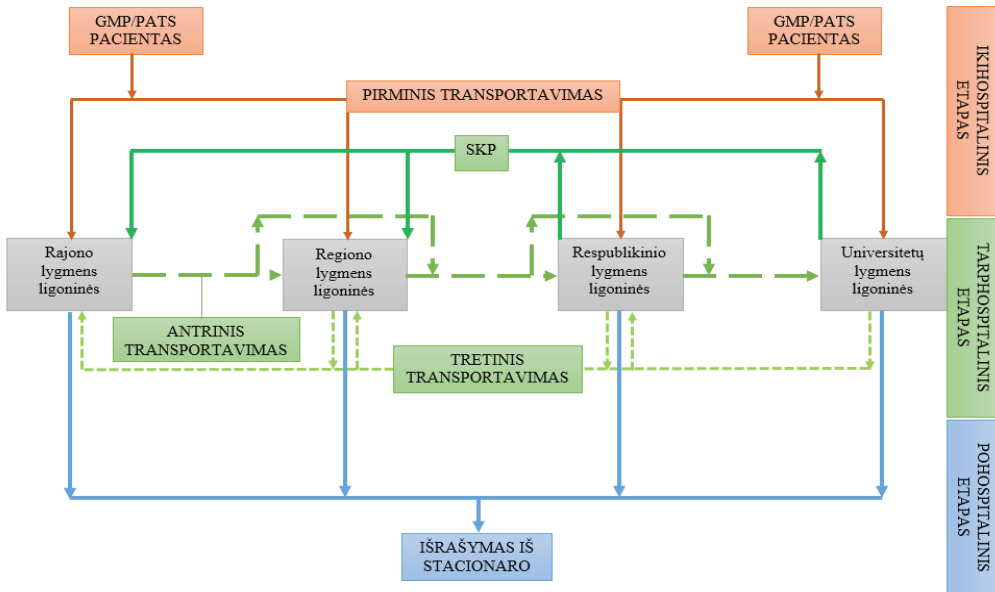 GMP/PATS
PACIENTAS
GMP/PATS
PACIENTAS
PIRMINIS TRANSPORTAVIMAS
SKP
Rajono
lygmens
ligoninės
Regiono
lygmens
ligoninės
Respublikinio
lygmens
ligoninės
Universitetų
lygmens
ligoninės
ANTRINIS
TRANSPORTAVIMAS
TRETINIS
TRANSPORTAVIMAS
IŠRAŠYMAS IŠ
STACIONARO
IKIHOSPITALINIS
ETAPAS
TARPHOSPITALINIS
ETAPAS
POHOSPITALINIS
ETAPAS